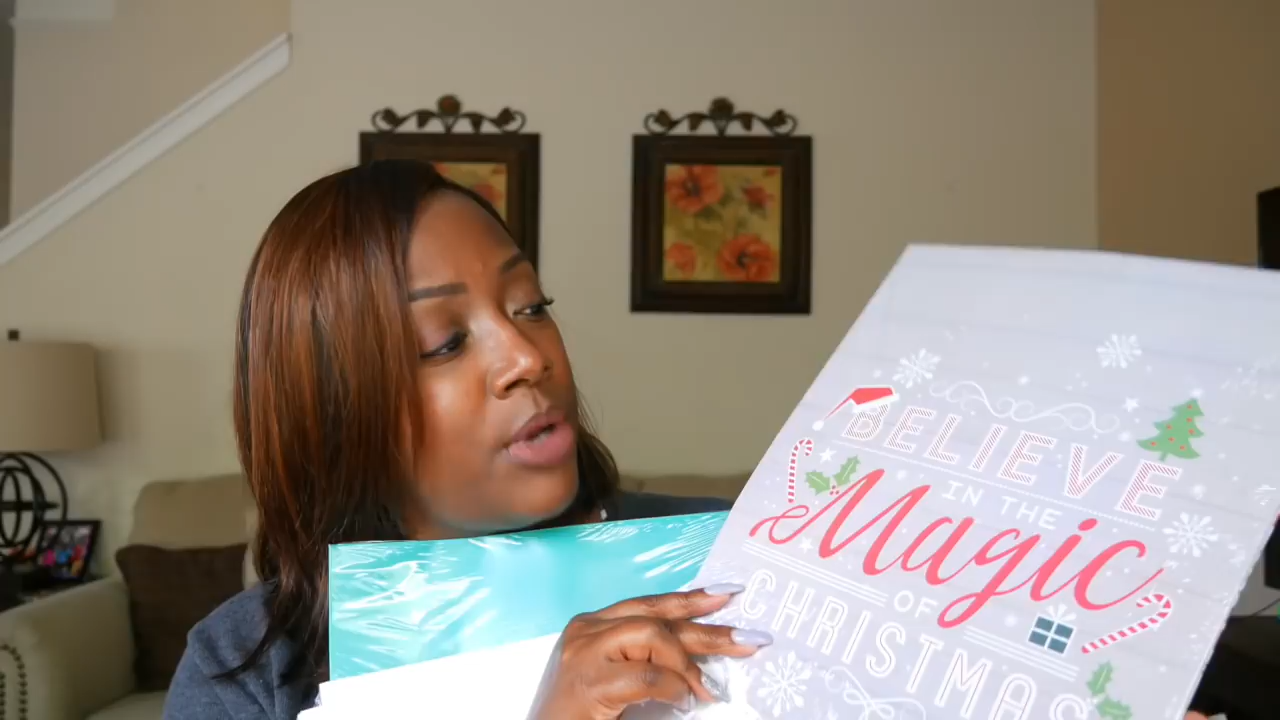 BELIEVE
IN THE
Magic
OF
CHRISTMAS